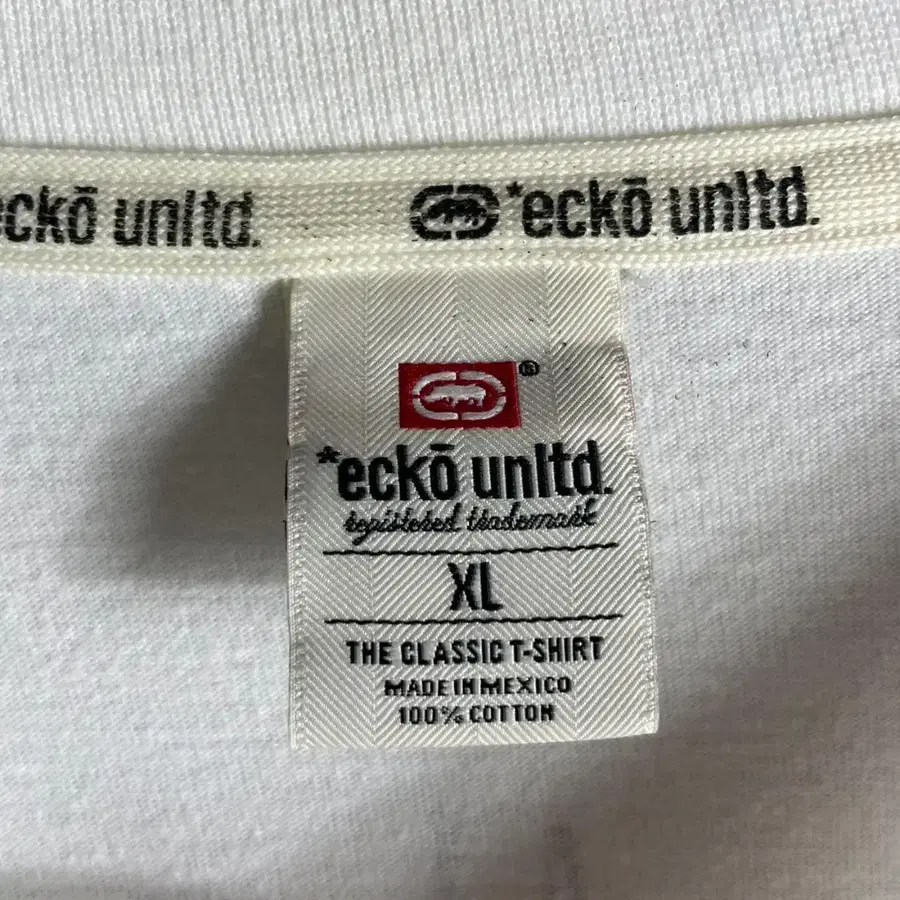 eckō unltd. *eckō unltd.
*eckō unltd.
registered trademark
XL
THE CLASSIC T-SHIRT
MADE IN MEXICO
100% COTTON